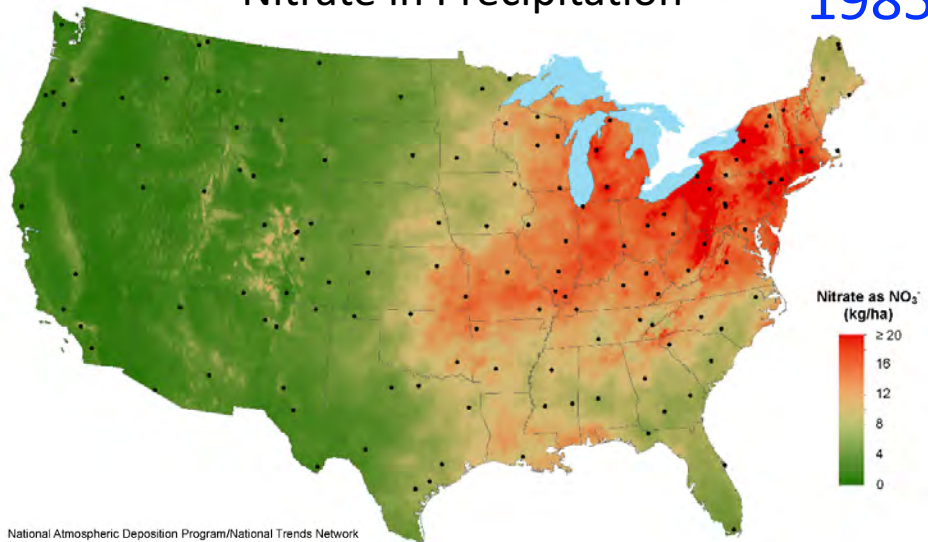 Nitrate in Precipitation
1985
Nitrate as NO₃⁻
(kg/ha)
≥ 20
16
12
8
4
0
National Atmospheric Deposition Program/National Trends Network